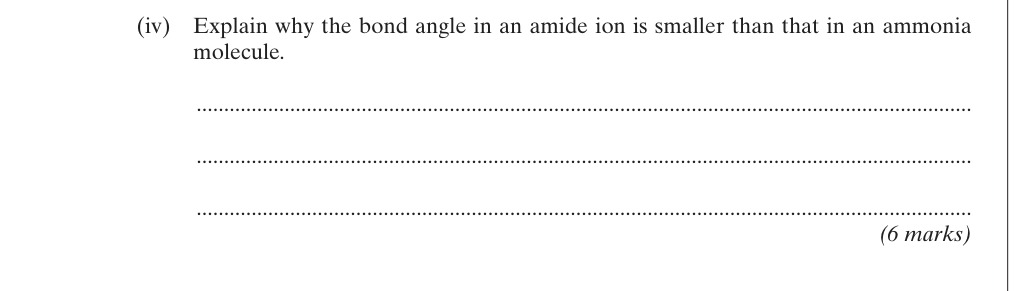 (iv) Explain why the bond angle in an amide ion is smaller than that in an ammonia
molecule.
(6 marks)